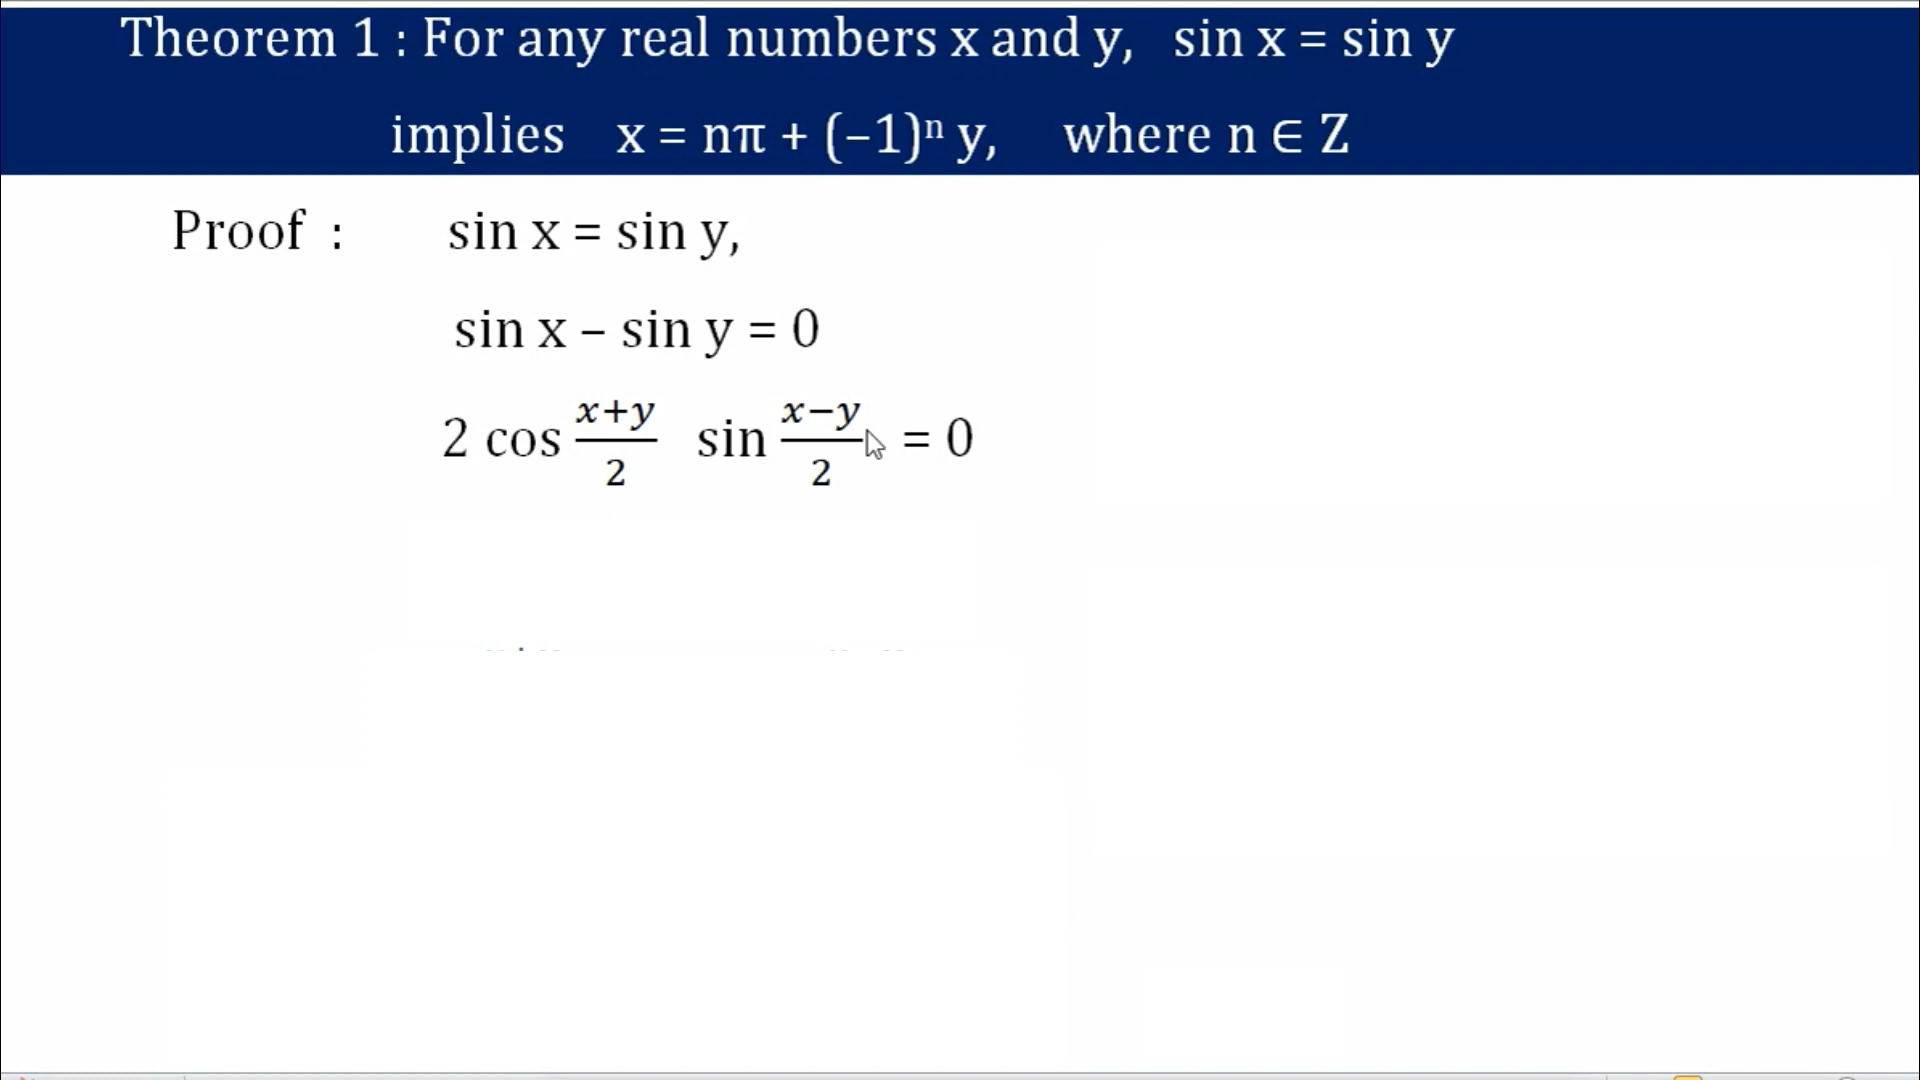 Theorem 1 : For any real numbers x and y, sin x = sin y
implies x = nπ + (–1)ⁿ y, where n ∈ Z
Proof : sin x = sin y,
sin x – sin y = 0
2 cos (x+y)/2 sin (x−y)/2 = 0